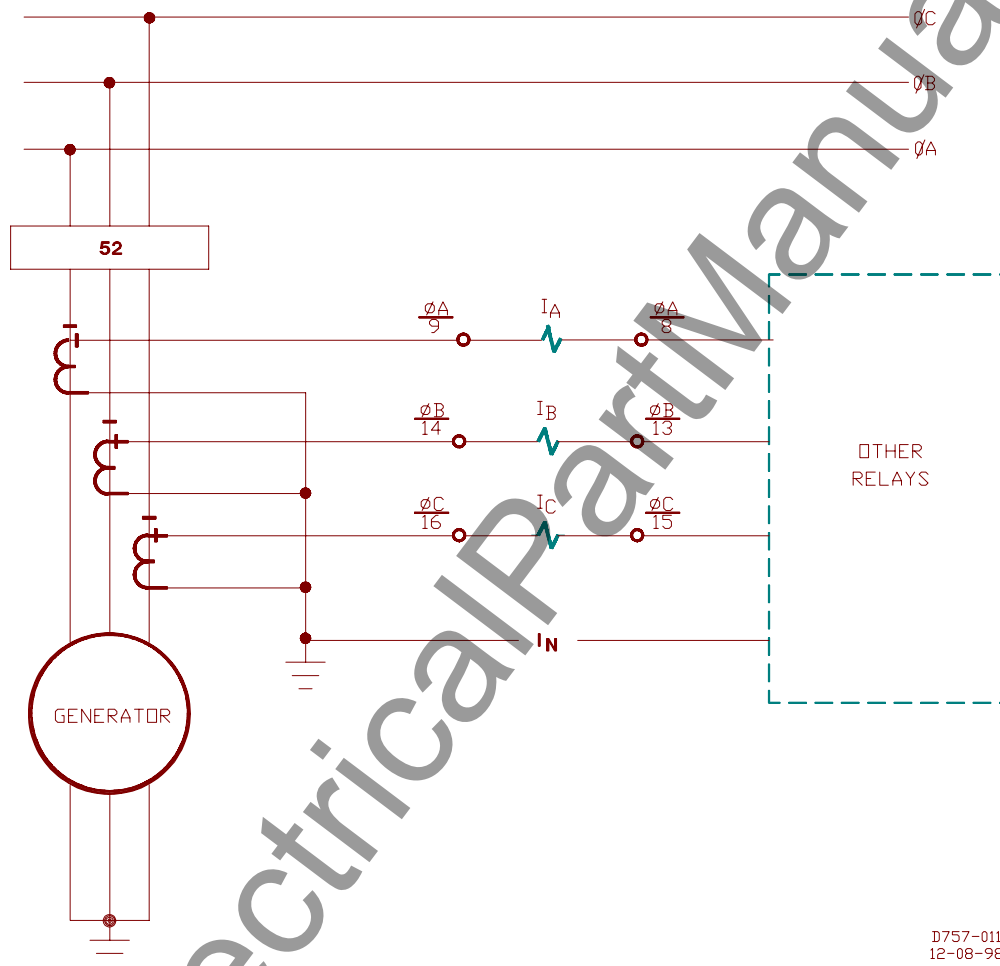 ØC
ØB
ØA
52
ØA
9
IA
ØA
8
ØB
14
IB
ØB
13
ØC
16
IC
ØC
15
OTHER
RELAYS
IN
GENERATOR
D757-011
12-08-98
ectricalPartManua